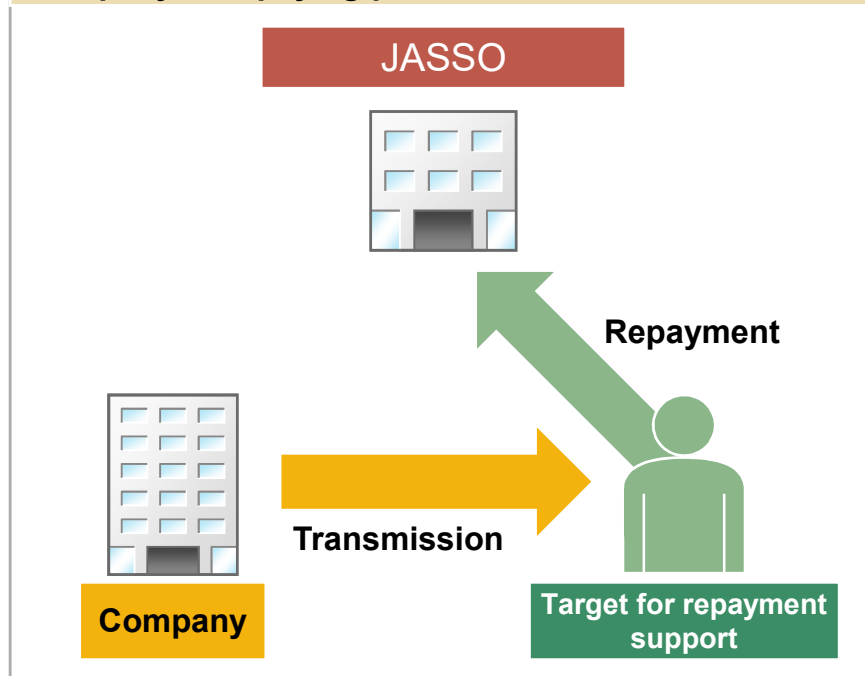 JASSO
Repayment
Transmission
Company
Target for repayment
support